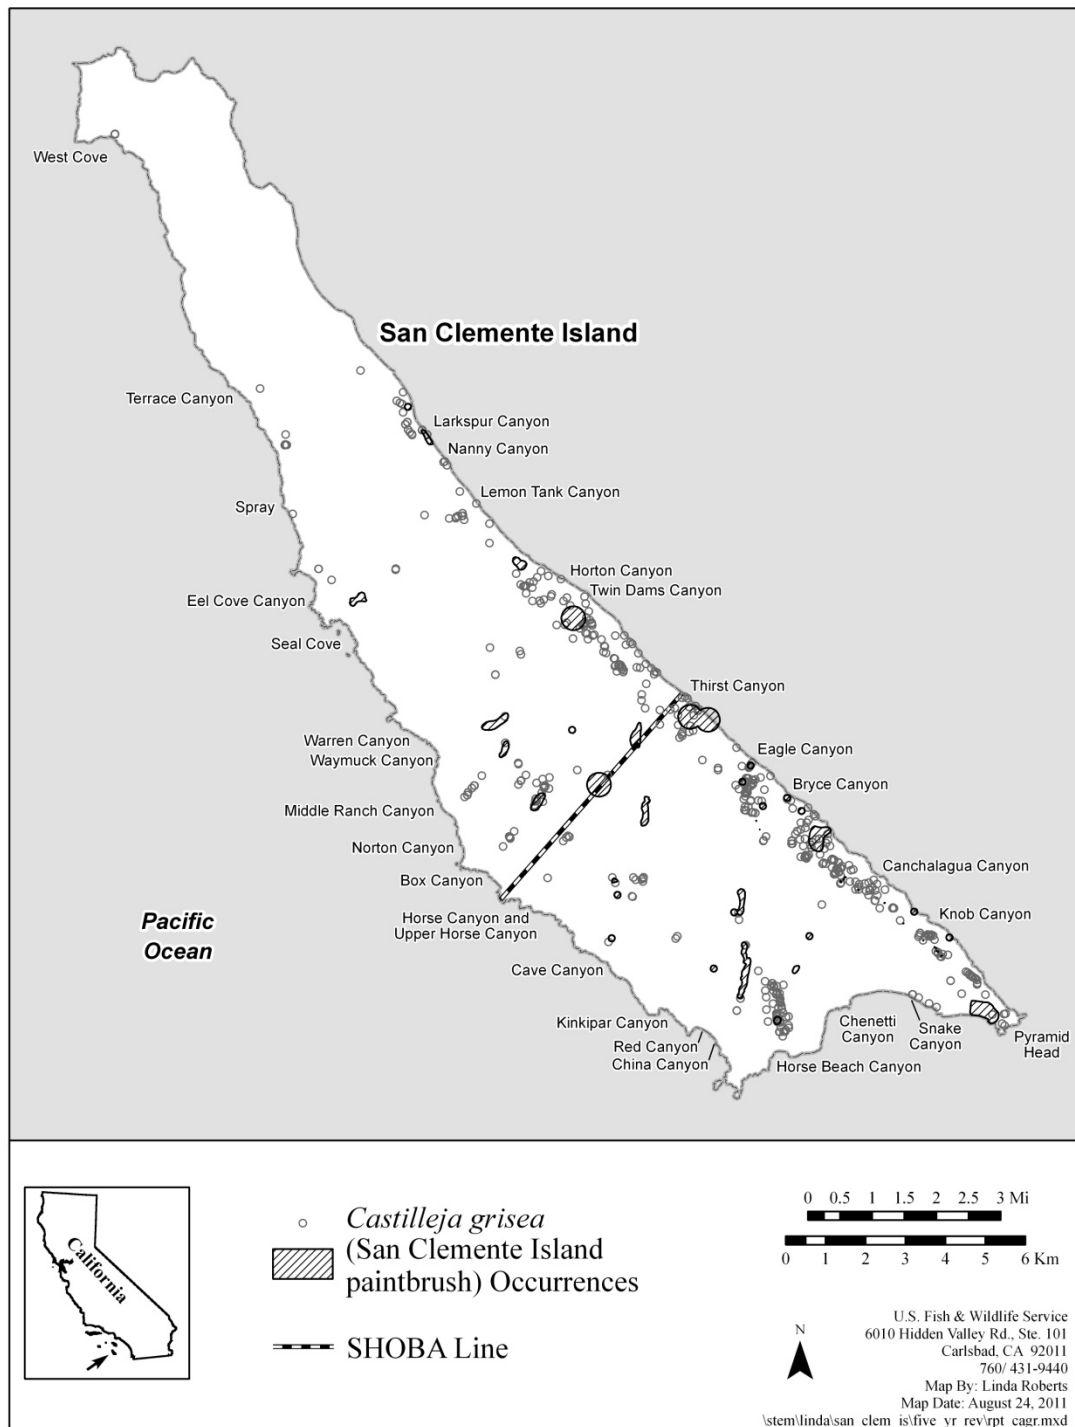 West Cove
San Clemente Island
Terrace Canyon
Larkspur Canyon
Nanny Canyon
Lemon Tank Canyon
Spray
Horton Canyon
Twin Dams Canyon
Eel Cove Canyon
Seal Cove
Thirst Canyon
Warren Canyon
Waymuck Canyon
Eagle Canyon
Bryce Canyon
Middle Ranch Canyon
Norton Canyon
Canchalagua Canyon
Box Canyon
Knob Canyon
Horse Canyon and
Upper Horse Canyon
Pacific
Ocean
Cave Canyon
Kinkipar Canyon
Red Canyon
China Canyon
Horse Beach Canyon
Chenetti
Canyon
Snake
Canyon
Pyramid
Head
California
Castilleja grisea
(San Clemente Island
paintbrush) Occurrences
SHOBA Line
0 0.5 1 1.5 2 2.5 3 Mi
0 1 2 3 4 5 6 Km
N
U.S. Fish & Wildlife Service
6010 Hidden Valley Rd., Ste. 101
Carlsbad, CA 92011
760/ 431-9440
Map By: Linda Roberts
Map Date: August 24, 2011
\stem\linda\san_clem_is\five_yr_rev\rpt_cagr.mxd